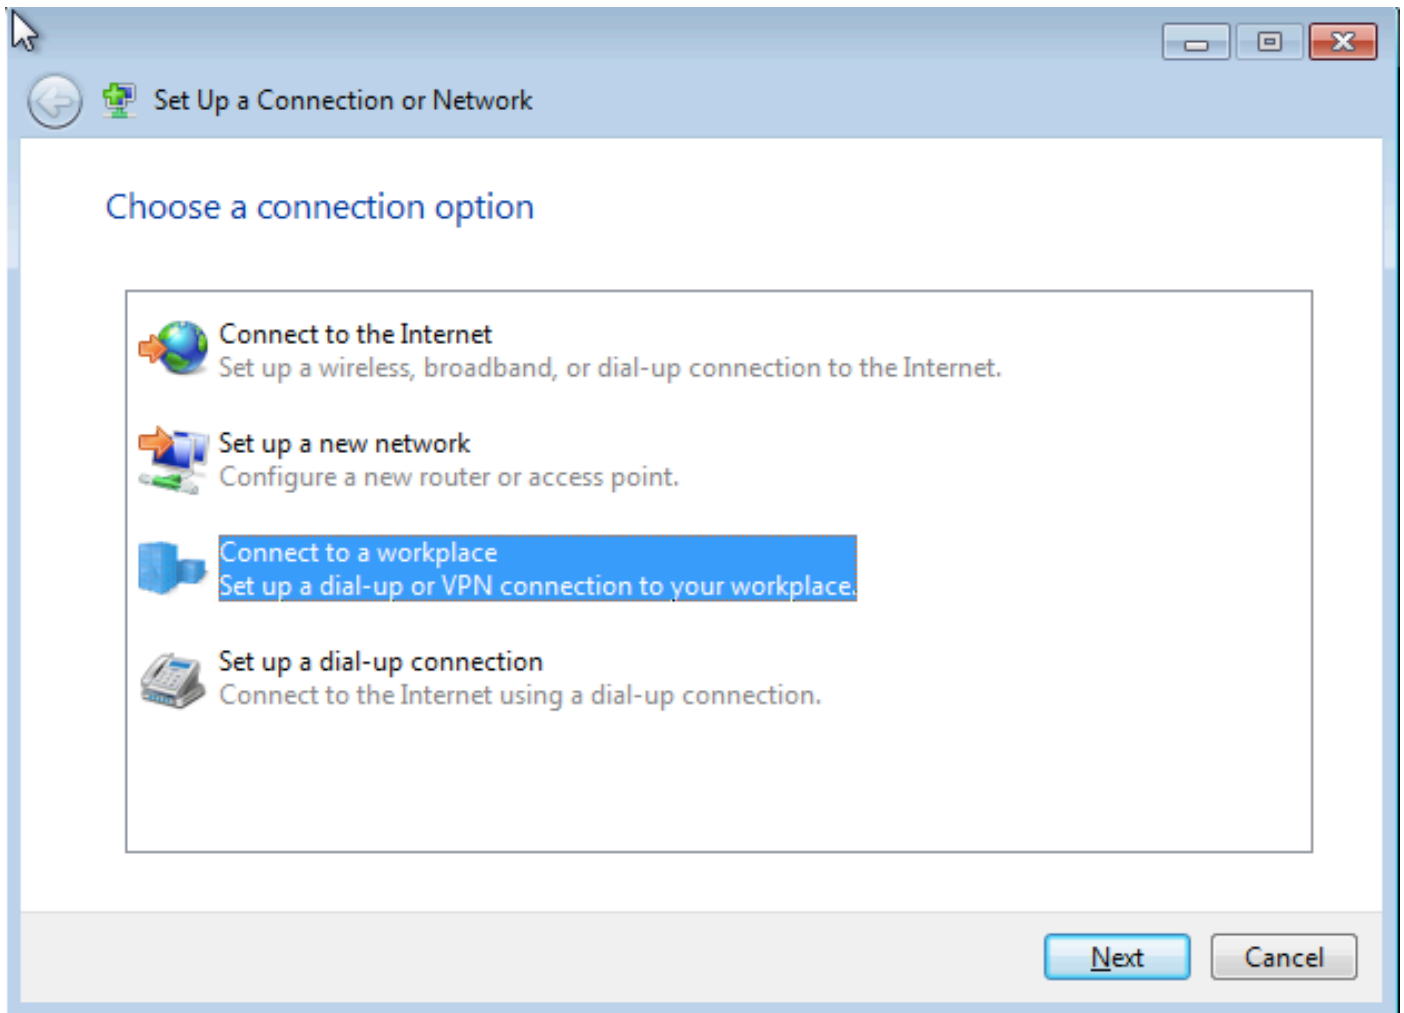 Set Up a Connection or Network
Choose a connection option
Connect to the Internet
Set up a wireless, broadband, or dial-up connection to the Internet.
Set up a new network
Configure a new router or access point.
Connect to a workplace
Set up a dial-up or VPN connection to your workplace.
Set up a dial-up connection
Connect to the Internet using a dial-up connection.
Next
Cancel